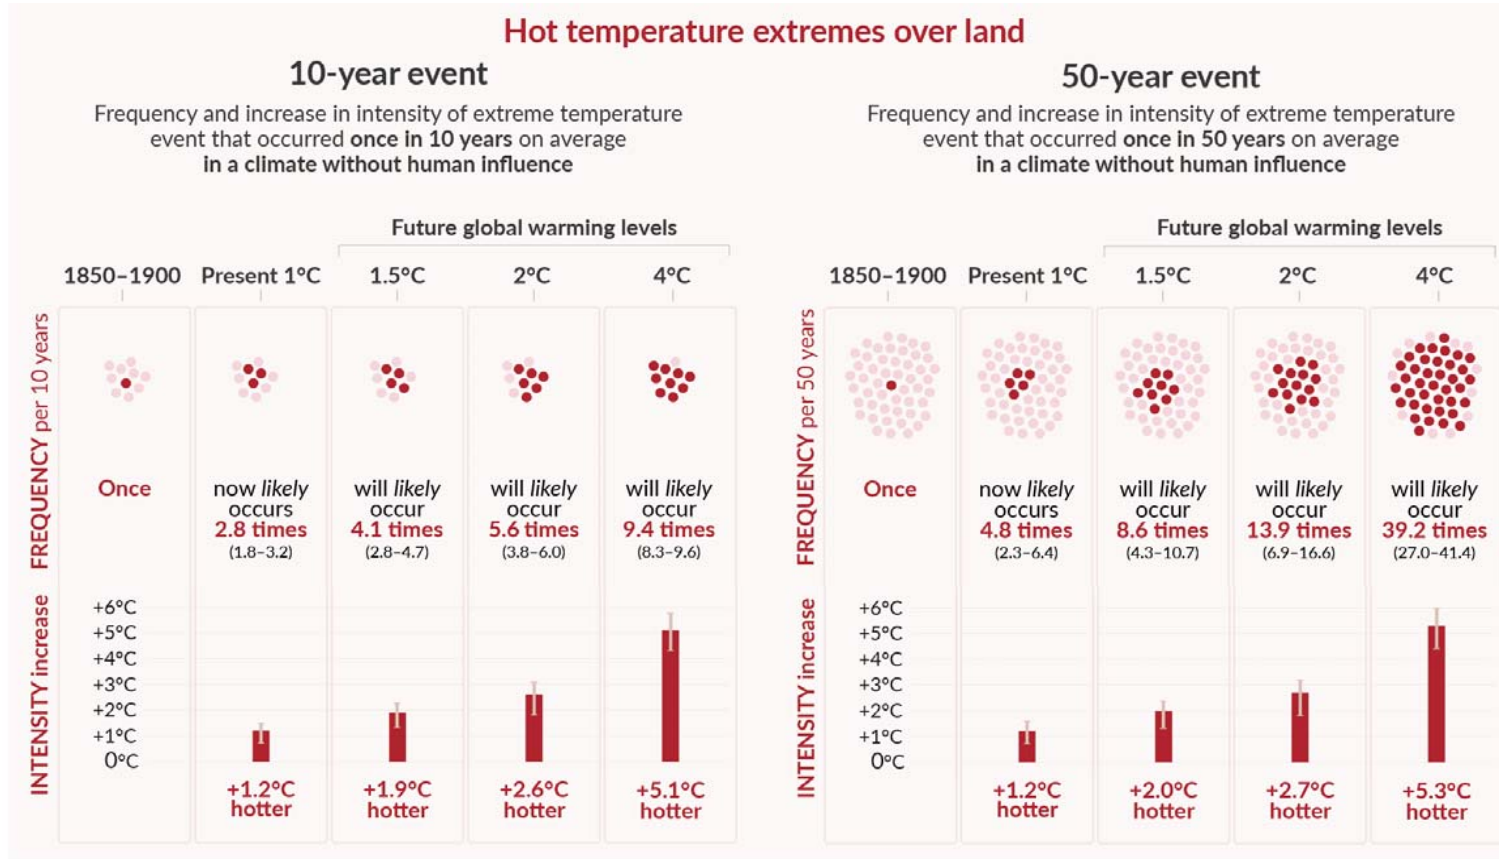 Hot temperature extremes over land
10-year event
Frequency and increase in intensity of extreme temperature
event that occurred once in 10 years on average
in a climate without human influence
Future global warming levels
1850–1900 Present 1°C 1.5°C 2°C 4°C
FREQUENCY per 10 years
Once
now likely
occurs
2.8 times
(1.8–3.2)
will likely
occur
4.1 times
(2.8–4.7)
will likely
occur
5.6 times
(3.8–6.0)
will likely
occur
9.4 times
(8.3–9.6)
INTENSITY increase
+6°C
+5°C
+4°C
+3°C
+2°C
+1°C
0°C
+1.2°C
hotter
+1.9°C
hotter
+2.6°C
hotter
+5.1°C
hotter
50-year event
Frequency and increase in intensity of extreme temperature
event that occurred once in 50 years on average
in a climate without human influence
Future global warming levels
1850–1900 Present 1°C 1.5°C 2°C 4°C
FREQUENCY per 50 years
Once
now likely
occurs
4.8 times
(2.3–6.4)
will likely
occur
8.6 times
(4.3–10.7)
will likely
occur
13.9 times
(6.9–16.6)
will likely
occur
39.2 times
(27.0–41.4)
INTENSITY increase
+6°C
+5°C
+4°C
+3°C
+2°C
+1°C
0°C
+1.2°C
hotter
+2.0°C
hotter
+2.7°C
hotter
+5.3°C
hotter